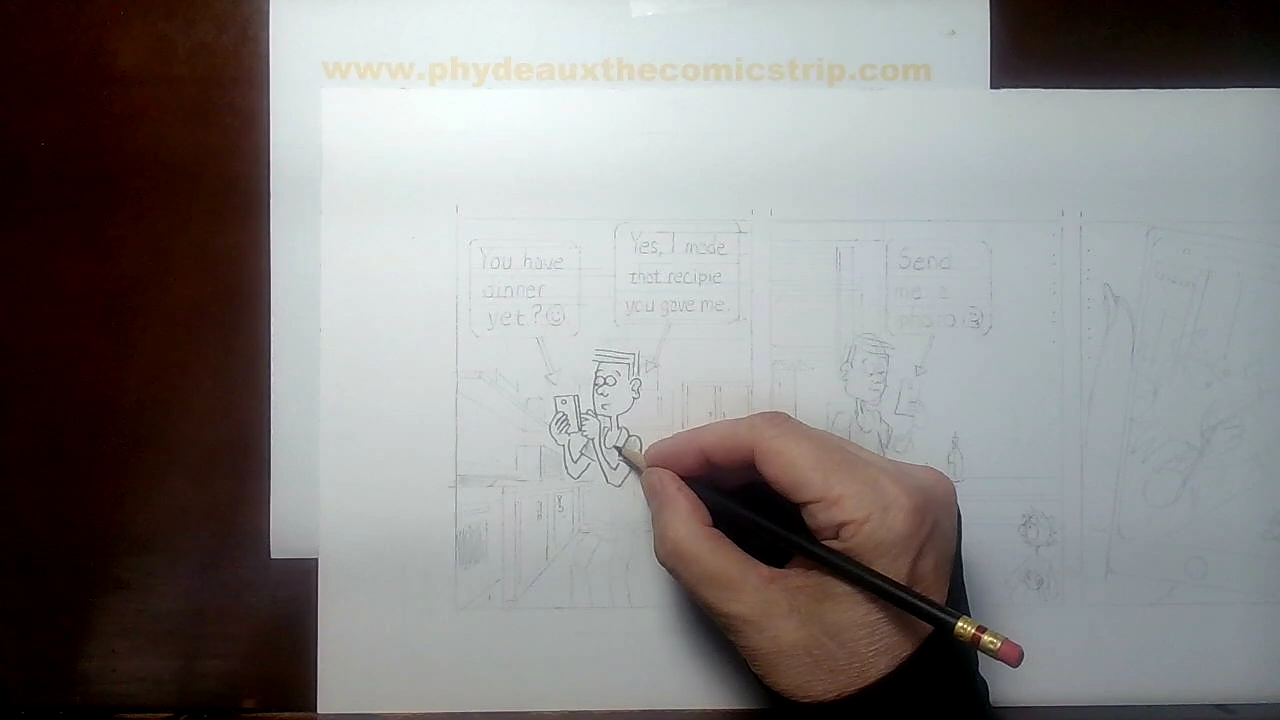 www.phydeauxthecomicstrip.com
You have
dinner
yet?
Yes, I made
that recipie
you gave me.
Send
me a
photo